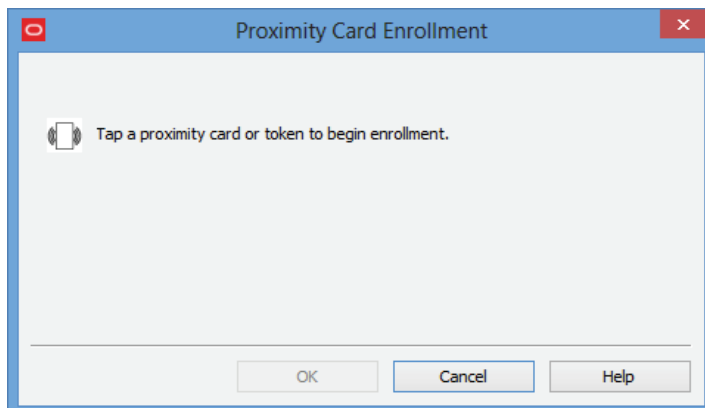 Proximity Card Enrollment
Tap a proximity card or token to begin enrollment.
OK Cancel Help